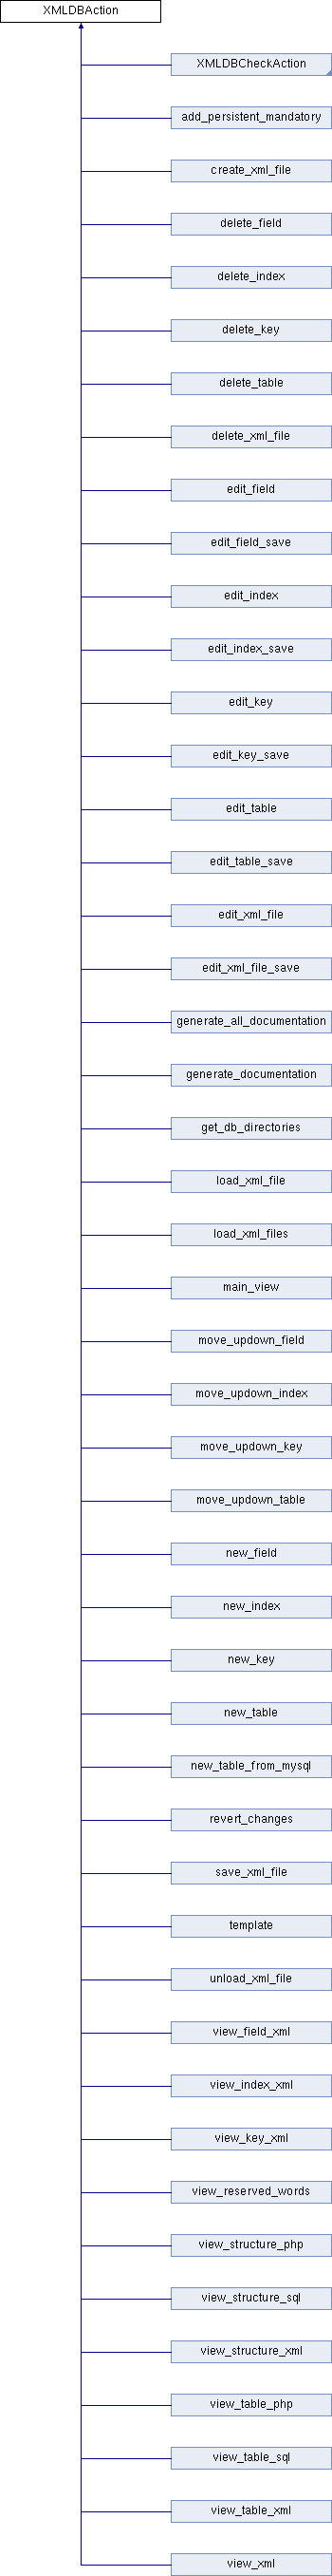 XMLDBAction
XMLDBCheckAction
add_persistent_mandatory
create_xml_file
delete_field
delete_index
delete_key
delete_table
delete_xml_file
edit_field
edit_field_save
edit_index
edit_index_save
edit_key
edit_key_save
edit_table
edit_table_save
edit_xml_file
edit_xml_file_save
generate_all_documentation
generate_documentation
get_db_directories
load_xml_file
load_xml_files
main_view
move_updown_field
move_updown_index
move_updown_key
move_updown_table
new_field
new_index
new_key
new_table
new_table_from_mysql
revert_changes
save_xml_file
template
unload_xml_file
view_field_xml
view_index_xml
view_key_xml
view_reserved_words
view_structure_php
view_structure_sql
view_structure_xml
view_table_php
view_table_sql
view_table_xml
view_xml